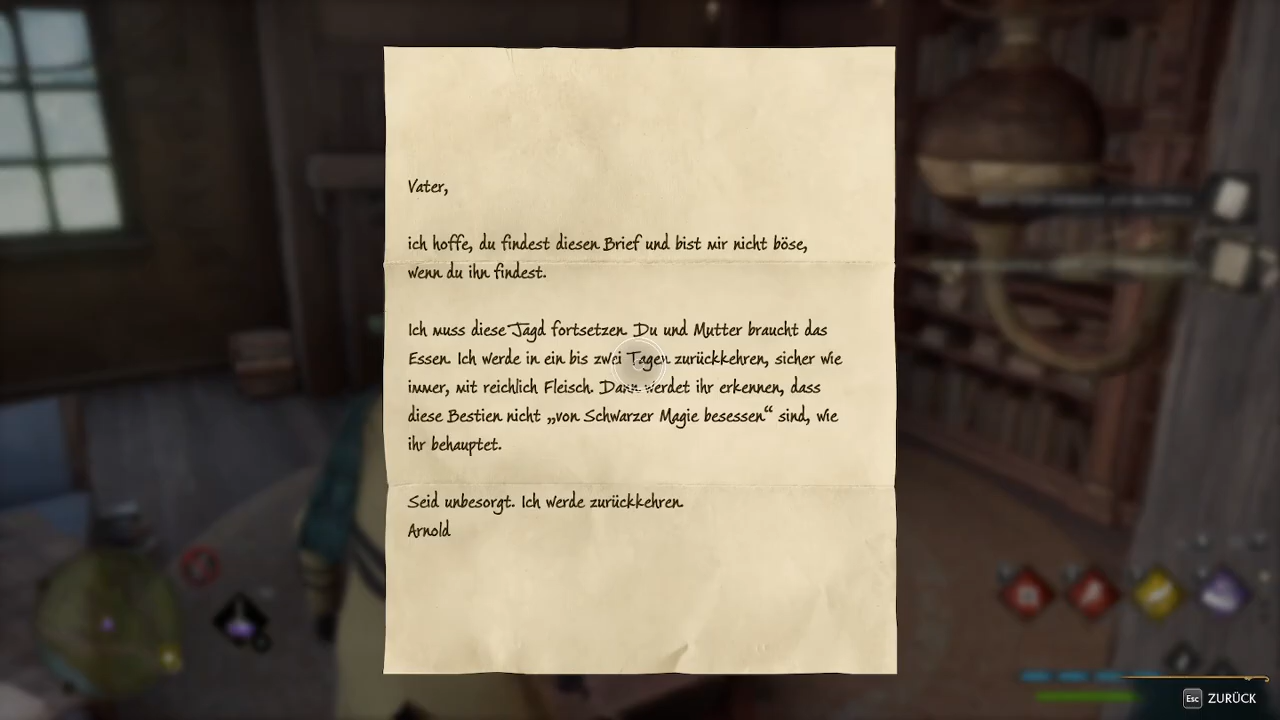 Vater,
ich hoffe, du findest diesen Brief und bist mir nicht böse,
wenn du ihn findest.
Ich muss diese Jagd fortsetzen. Du und Mutter braucht das
Essen. Ich werde in ein bis zwei Tagen zurückkehren, sicher wie
immer, mit reichlich Fleisch. Dann werdet ihr erkennen, dass
diese Bestien nicht „von Schwarzer Magie besessen“ sind, wie
ihr behauptet.
Seid unbesorgt. Ich werde zurückkehren.
Arnold
Esc ZURÜCK